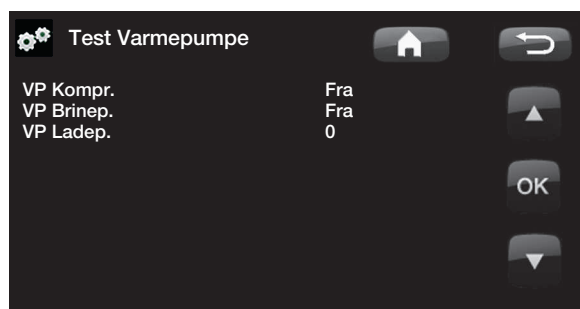 Test Varmepumpe
VP Kompr. Fra
VP Brinep. Fra
VP Ladep. 0
OK